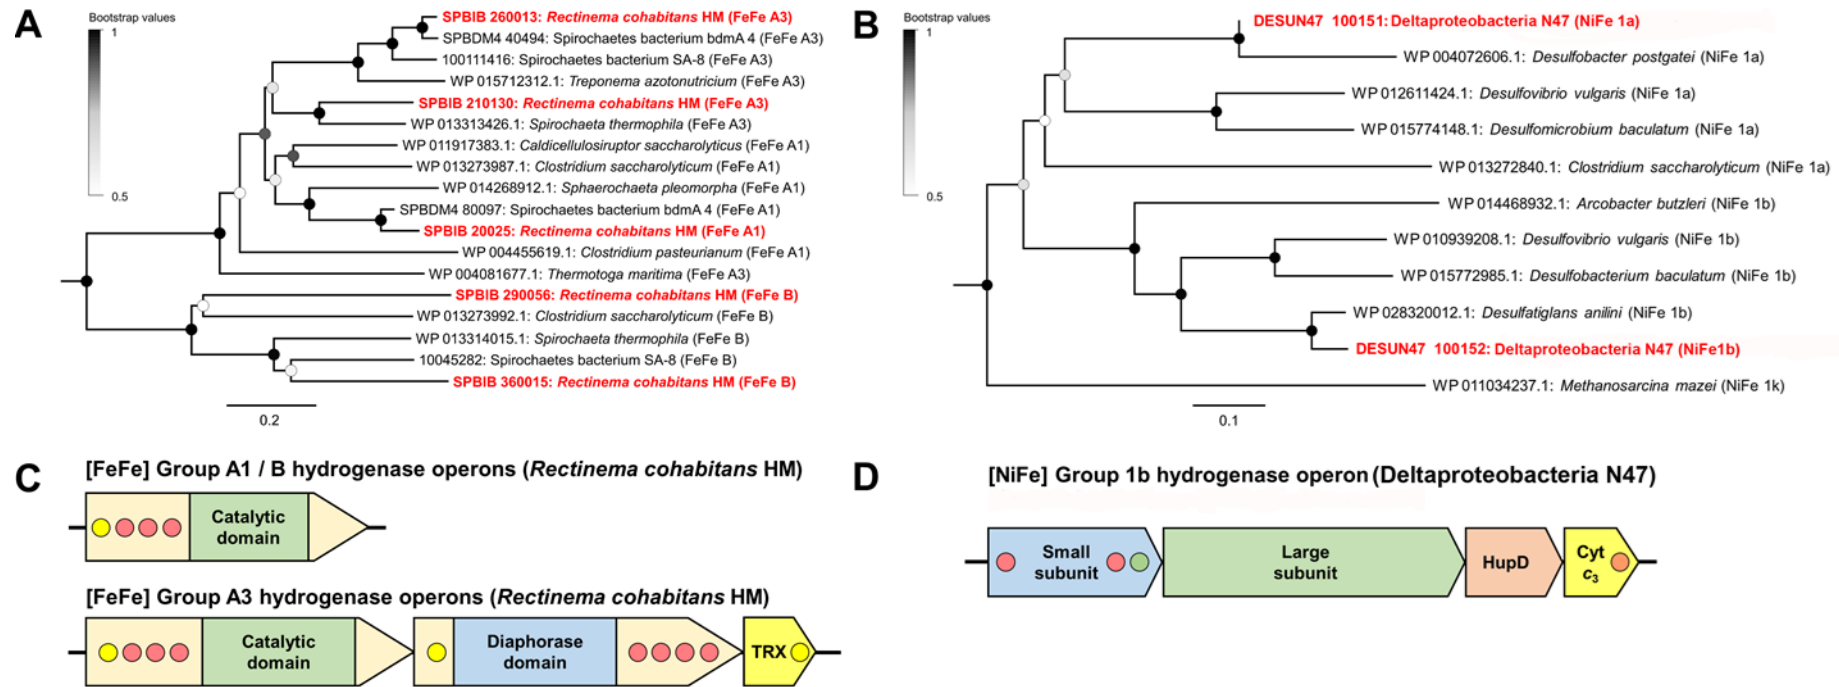 A
Bootstrap values
1
0.5
SPBIB 260013: Rectinema cohabitans HM (FeFe A3)
SPBDM4 40494: Spirochaetes bacterium bdmA 4 (FeFe A3)
100111416: Spirochaetes bacterium SA-8 (FeFe A3)
WP 015712312.1: Treponema azotonutricium (FeFe A3)
SPBIB 210130: Rectinema cohabitans HM (FeFe A3)
WP 013313426.1: Spirochaeta thermophila (FeFe A3)
WP 011917383.1: Caldicellulosiruptor saccharolyticus (FeFe A1)
WP 013273987.1: Clostridium saccharolyticum (FeFe A1)
WP 014268912.1: Sphaerochaeta pleomorpha (FeFe A1)
SPBDM4 80097: Spirochaetes bacterium bdmA 4 (FeFe A1)
SPBIB 20025: Rectinema cohabitans HM (FeFe A1)
WP 004455619.1: Clostridium pasteurianum (FeFe A1)
WP 004081677.1: Thermotoga maritima (FeFe A3)
SPBIB 290056: Rectinema cohabitans HM (FeFe B)
WP 013273992.1: Clostridium saccharolyticum (FeFe B)
WP 013314015.1: Spirochaeta thermophila (FeFe B)
10045282: Spirochaetes bacterium SA-8 (FeFe B)
SPBIB 360015: Rectinema cohabitans HM (FeFe B)
0.2
B
Bootstrap values
1
0.5
DESUN47 100151: Deltaproteobacteria N47 (NiFe 1a)
WP 004072606.1: Desulfobacter postgatei (NiFe 1a)
WP 012611424.1: Desulfovibrio vulgaris (NiFe 1a)
WP 015774148.1: Desulfomicrobium baculatum (NiFe 1a)
WP 013272840.1: Clostridium saccharolyticum (NiFe 1a)
WP 014468932.1: Arcobacter butzleri (NiFe 1b)
WP 010939208.1: Desulfovibrio vulgaris (NiFe 1b)
WP 015772985.1: Desulfobacterium baculatum (NiFe 1b)
WP 028320012.1: Desulfatiglans anilini (NiFe 1b)
DESUN47 100152: Deltaproteobacteria N47 (NiFe1b)
WP 011034237.1: Methanosarcina mazei (NiFe 1k)
0.1
C
[FeFe] Group A1 / B hydrogenase operons (Rectinema cohabitans HM)
Catalytic
domain
[FeFe] Group A3 hydrogenase operons (Rectinema cohabitans HM)
Catalytic
domain
Diaphorase
domain
TRX
D
[NiFe] Group 1b hydrogenase operon (Deltaproteobacteria N47)
Small
subunit
Large
subunit
HupD
Cyt
c3